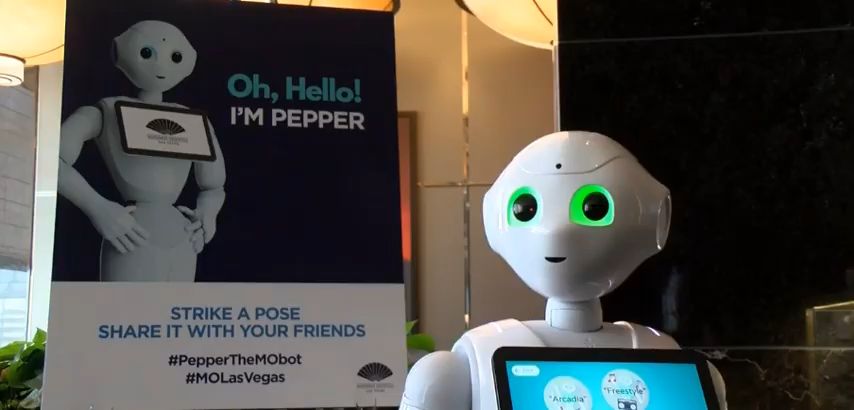 Oh, Hello!
I'M PEPPER
STRIKE A POSE
SHARE IT WITH YOUR FRIENDS
#PepperTheMObot
#MOLasVegas
"Arcadia"
"Freestyle"